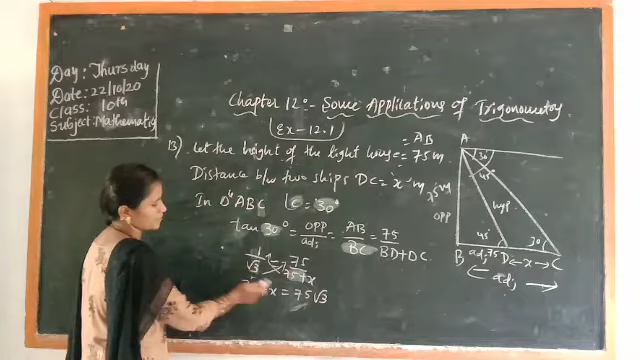 Day: Thursday
Date: 22/10/20
Class: 10th
Subject: Mathematics
Chapter 12:- Some Applications of Trigonometry
(Ex-12.1)
13) Let the height of the light house = AB
= 75m
Distance b/w two ships DC = 'x' m
In Δle ABC ∠C = 30°
tan 30° = OPP/adj = AB/BC = 75/BD+DC
1/√3 = 75/75+x
x = 75√3
A
30°
45°
75m
OPP
hyp.
45°
30°
B adj 75 D ←x→ C
adj